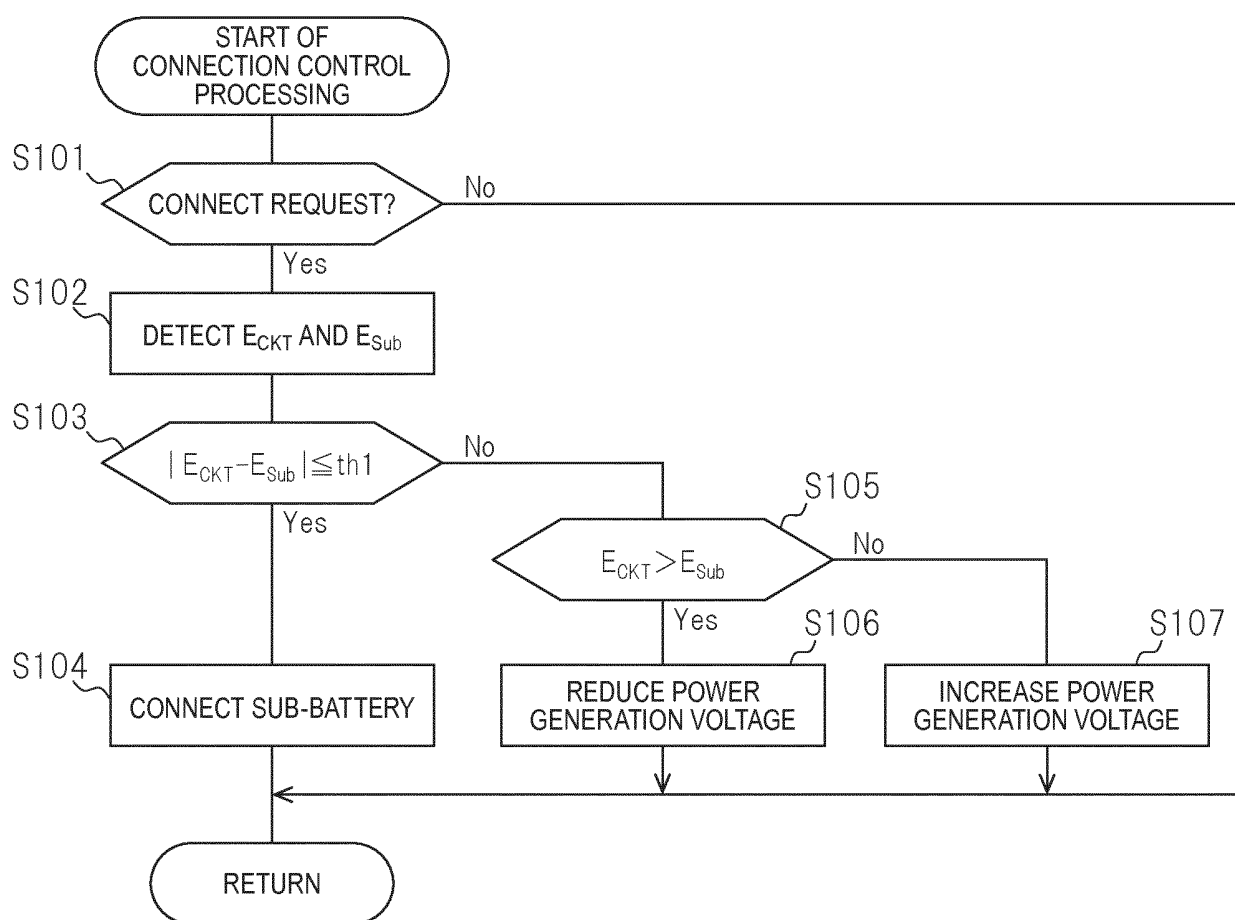 START OF
CONNECTION CONTROL
PROCESSING
S101
CONNECT REQUEST?
No
Yes
S102
DETECT E_CKT AND E_Sub
S103
| E_CKT−E_Sub |≦th1
No
Yes
S105
E_CKT>E_Sub
No
Yes
S104
CONNECT SUB-BATTERY
S106
REDUCE POWER
GENERATION VOLTAGE
S107
INCREASE POWER
GENERATION VOLTAGE
RETURN